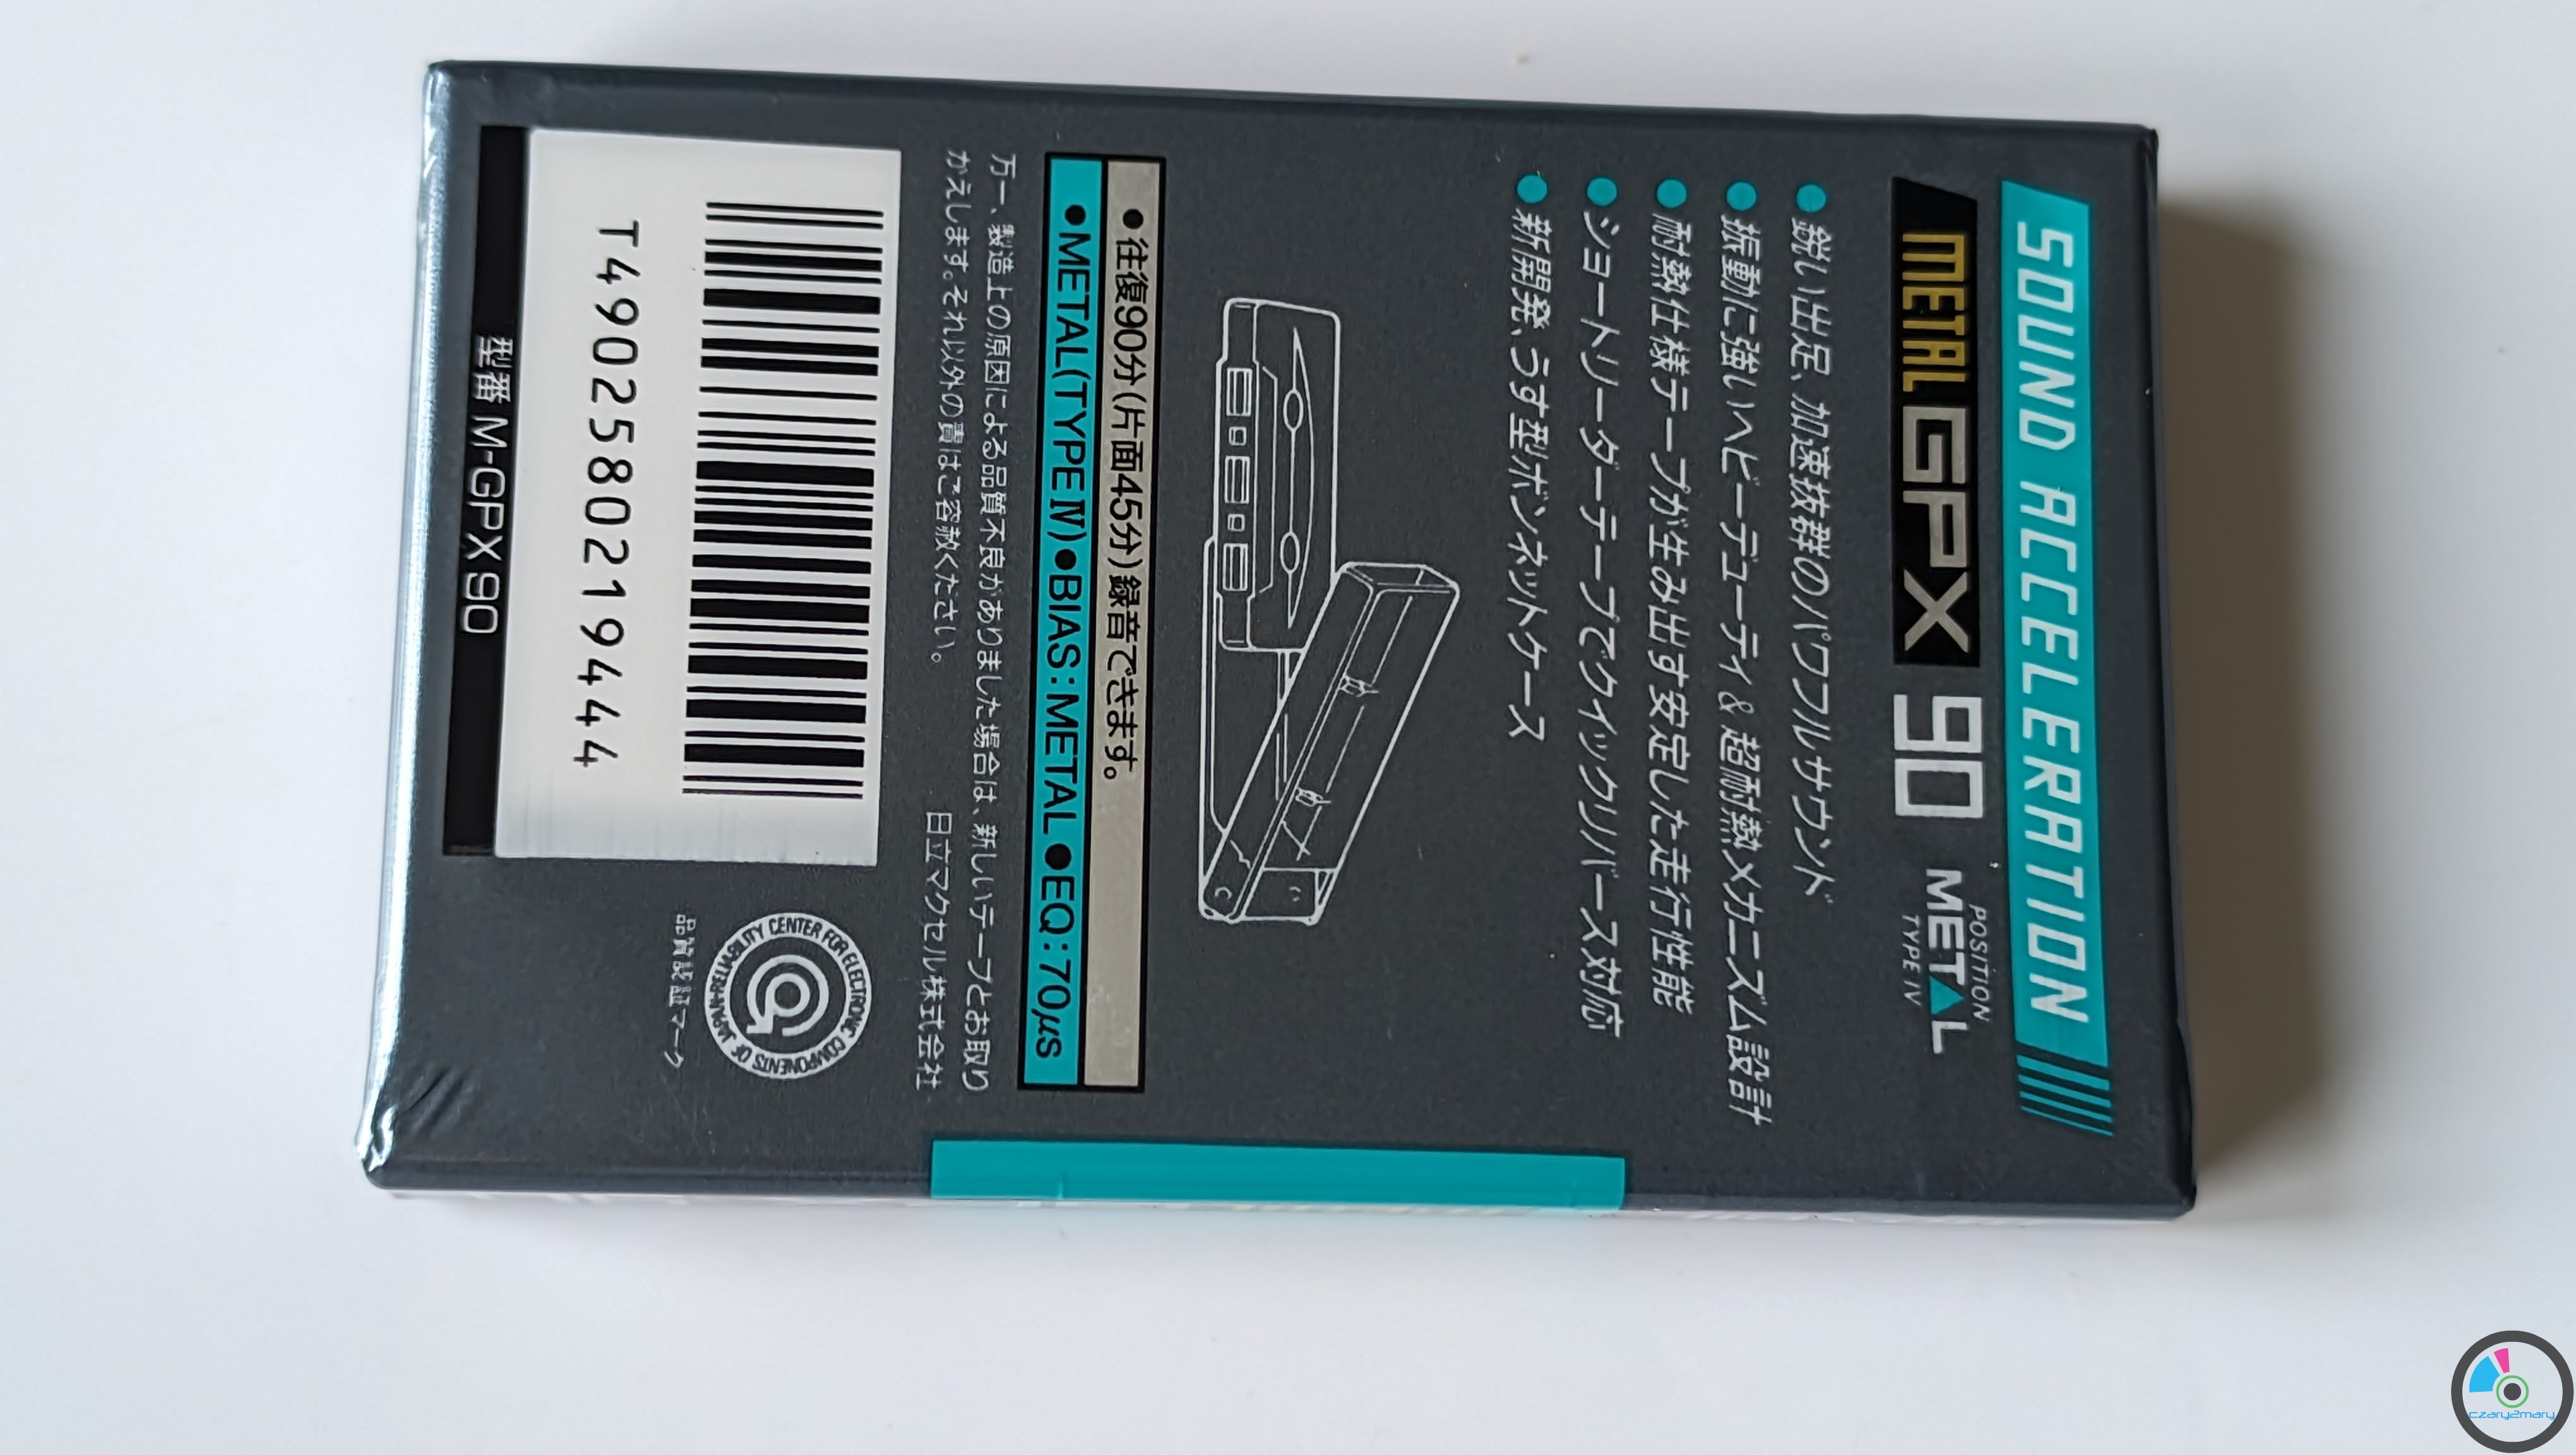 SOUND ACCELERATION
METAL GPX 90
POSITION
METAL
TYPE IV
●鋭い出足、加速抜群のパワフルサウンド
●振動に強いヘビーデューティ&超耐熱メカニズム設計
●耐熱仕様テープが生み出す安定した走行性能
●ショートリーダーテープでクイックリバース対応
●新開発、うす型ボンネットケース
●往復90分(片面45分)録音できます。
●METAL(TYPEⅣ)●BIAS:METAL ●EQ:70μs
万一、製造上の原因による品質不良がありました場合は、新しいテープとお取り
かえします。それ以外の責はご容赦ください。
日立マクセル株式会社
T4902580219444
RELIABILITY CENTER FOR ELECTRONIC COMPONENTS OF JAPAN
品質認証マーク
型番 M-GPX 90
czary2mary